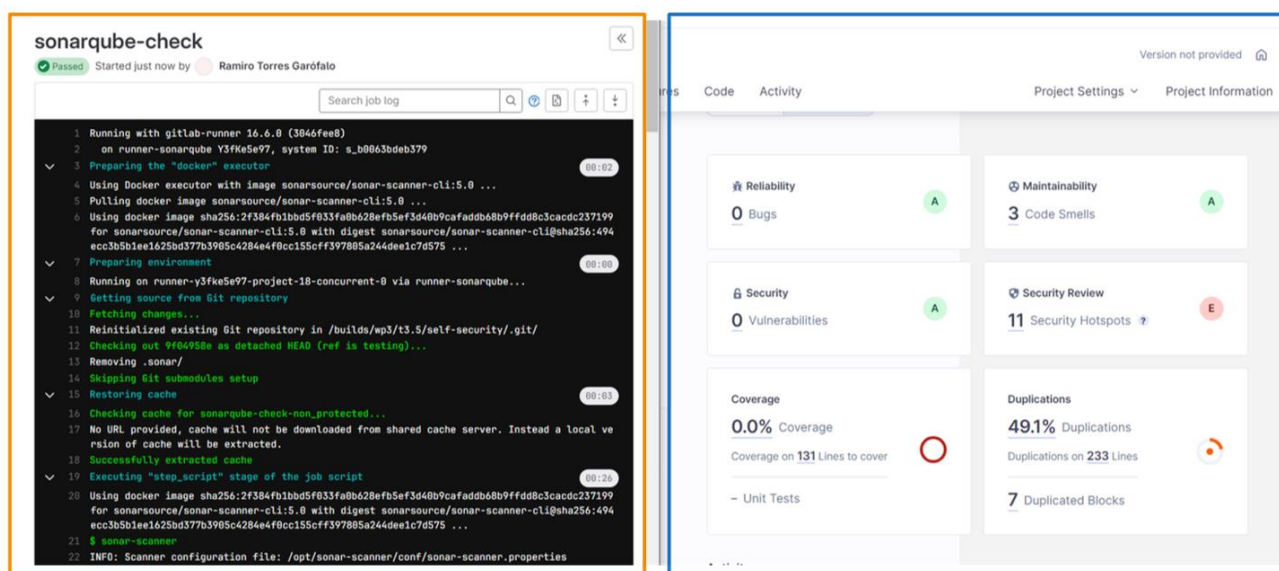 sonarqube-check
Passed Started just now by Ramiro Torres Garófalo
Search job log
1 Running with gitlab-runner 16.6.0 (3046fee8)
2 on runner-sonarqube Y3fKe5e97, system ID: s_b0063bdeb379
3 Preparing the "docker" executor 00:02
4 Using Docker executor with image sonarsource/sonar-scanner-cli:5.0 ...
5 Pulling docker image sonarsource/sonar-scanner-cli:5.0 ...
6 Using docker image sha256:2f384fb1bbd5f033fa0b628efb5ef3d40b9cafaddb68b9ffdd8c3cacdc237199
for sonarsource/sonar-scanner-cli:5.0 with digest sonarsource/sonar-scanner-cli@sha256:494
ecc3b5b1ee1625bd377b3905c4284e4f0cc155cff397805a244dee1c7d575 ...
7 Preparing environment 00:00
8 Running on runner-y3fke5e97-project-18-concurrent-0 via runner-sonarqube...
9 Getting source from Git repository
10 Fetching changes...
11 Reinitialized existing Git repository in /builds/wp3/t3.5/self-security/.git/
12 Checking out 9f04958e as detached HEAD (ref is testing)...
13 Removing .sonar/
14 Skipping Git submodules setup
15 Restoring cache 00:03
16 Checking cache for sonarqube-check-non_protected...
17 No URL provided, cache will not be downloaded from shared cache server. Instead a local ve
rsion of cache will be extracted.
18 Successfully extracted cache
19 Executing "step_script" stage of the job script 00:26
20 Using docker image sha256:2f384fb1bbd5f033fa0b628efb5ef3d40b9cafaddb68b9ffdd8c3cacdc237199
for sonarsource/sonar-scanner-cli:5.0 with digest sonarsource/sonar-scanner-cli@sha256:494
ecc3b5b1ee1625bd377b3905c4284e4f0cc155cff397805a244dee1c7d575 ...
21 $ sonar-scanner
22 INFO: Scanner configuration file: /opt/sonar-scanner/conf/sonar-scanner.properties
Version not provided
Code Activity Project Settings Project Information
Reliability
0 Bugs A
Maintainability
3 Code Smells A
Security
0 Vulnerabilities A
Security Review
11 Security Hotspots ? E
Coverage
0.0% Coverage
Coverage on 131 Lines to cover
– Unit Tests
Duplications
49.1% Duplications
Duplications on 233 Lines
7 Duplicated Blocks